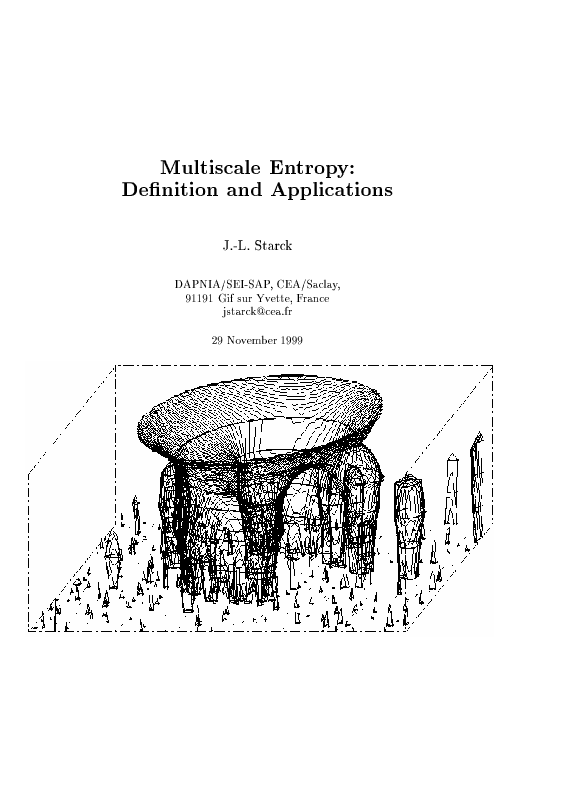 Multiscale Entropy:
Definition and Applications
J.-L. Starck
DAPNIA/SEI-SAP, CEA/Saclay,
91191 Gif sur Yvette, France
jstarck@cea.fr
29 November 1999